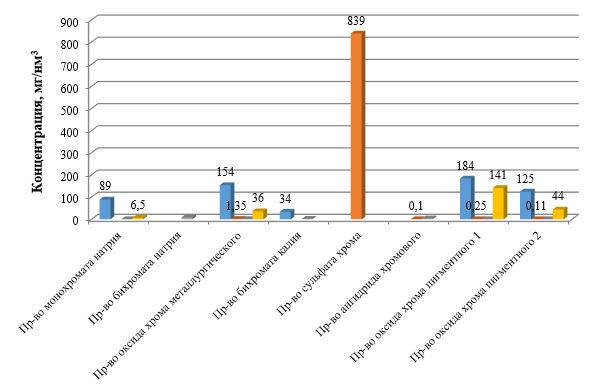 Концентрация, мг/нм³
900
800
700
600
500
400
300
200
100
0
89
6,5
154
1,35
36
34
839
0,1
184
0,25
141
125
0,11
44
Пр-во монохромата натрия
Пр-во бихромата натрия
Пр-во оксида хрома металлургического
Пр-во бихромата калия
Пр-во сульфата хрома
Пр-во ангидрида хромового
Пр-во оксида хрома пигментного 1
Пр-во оксида хрома пигментного 2